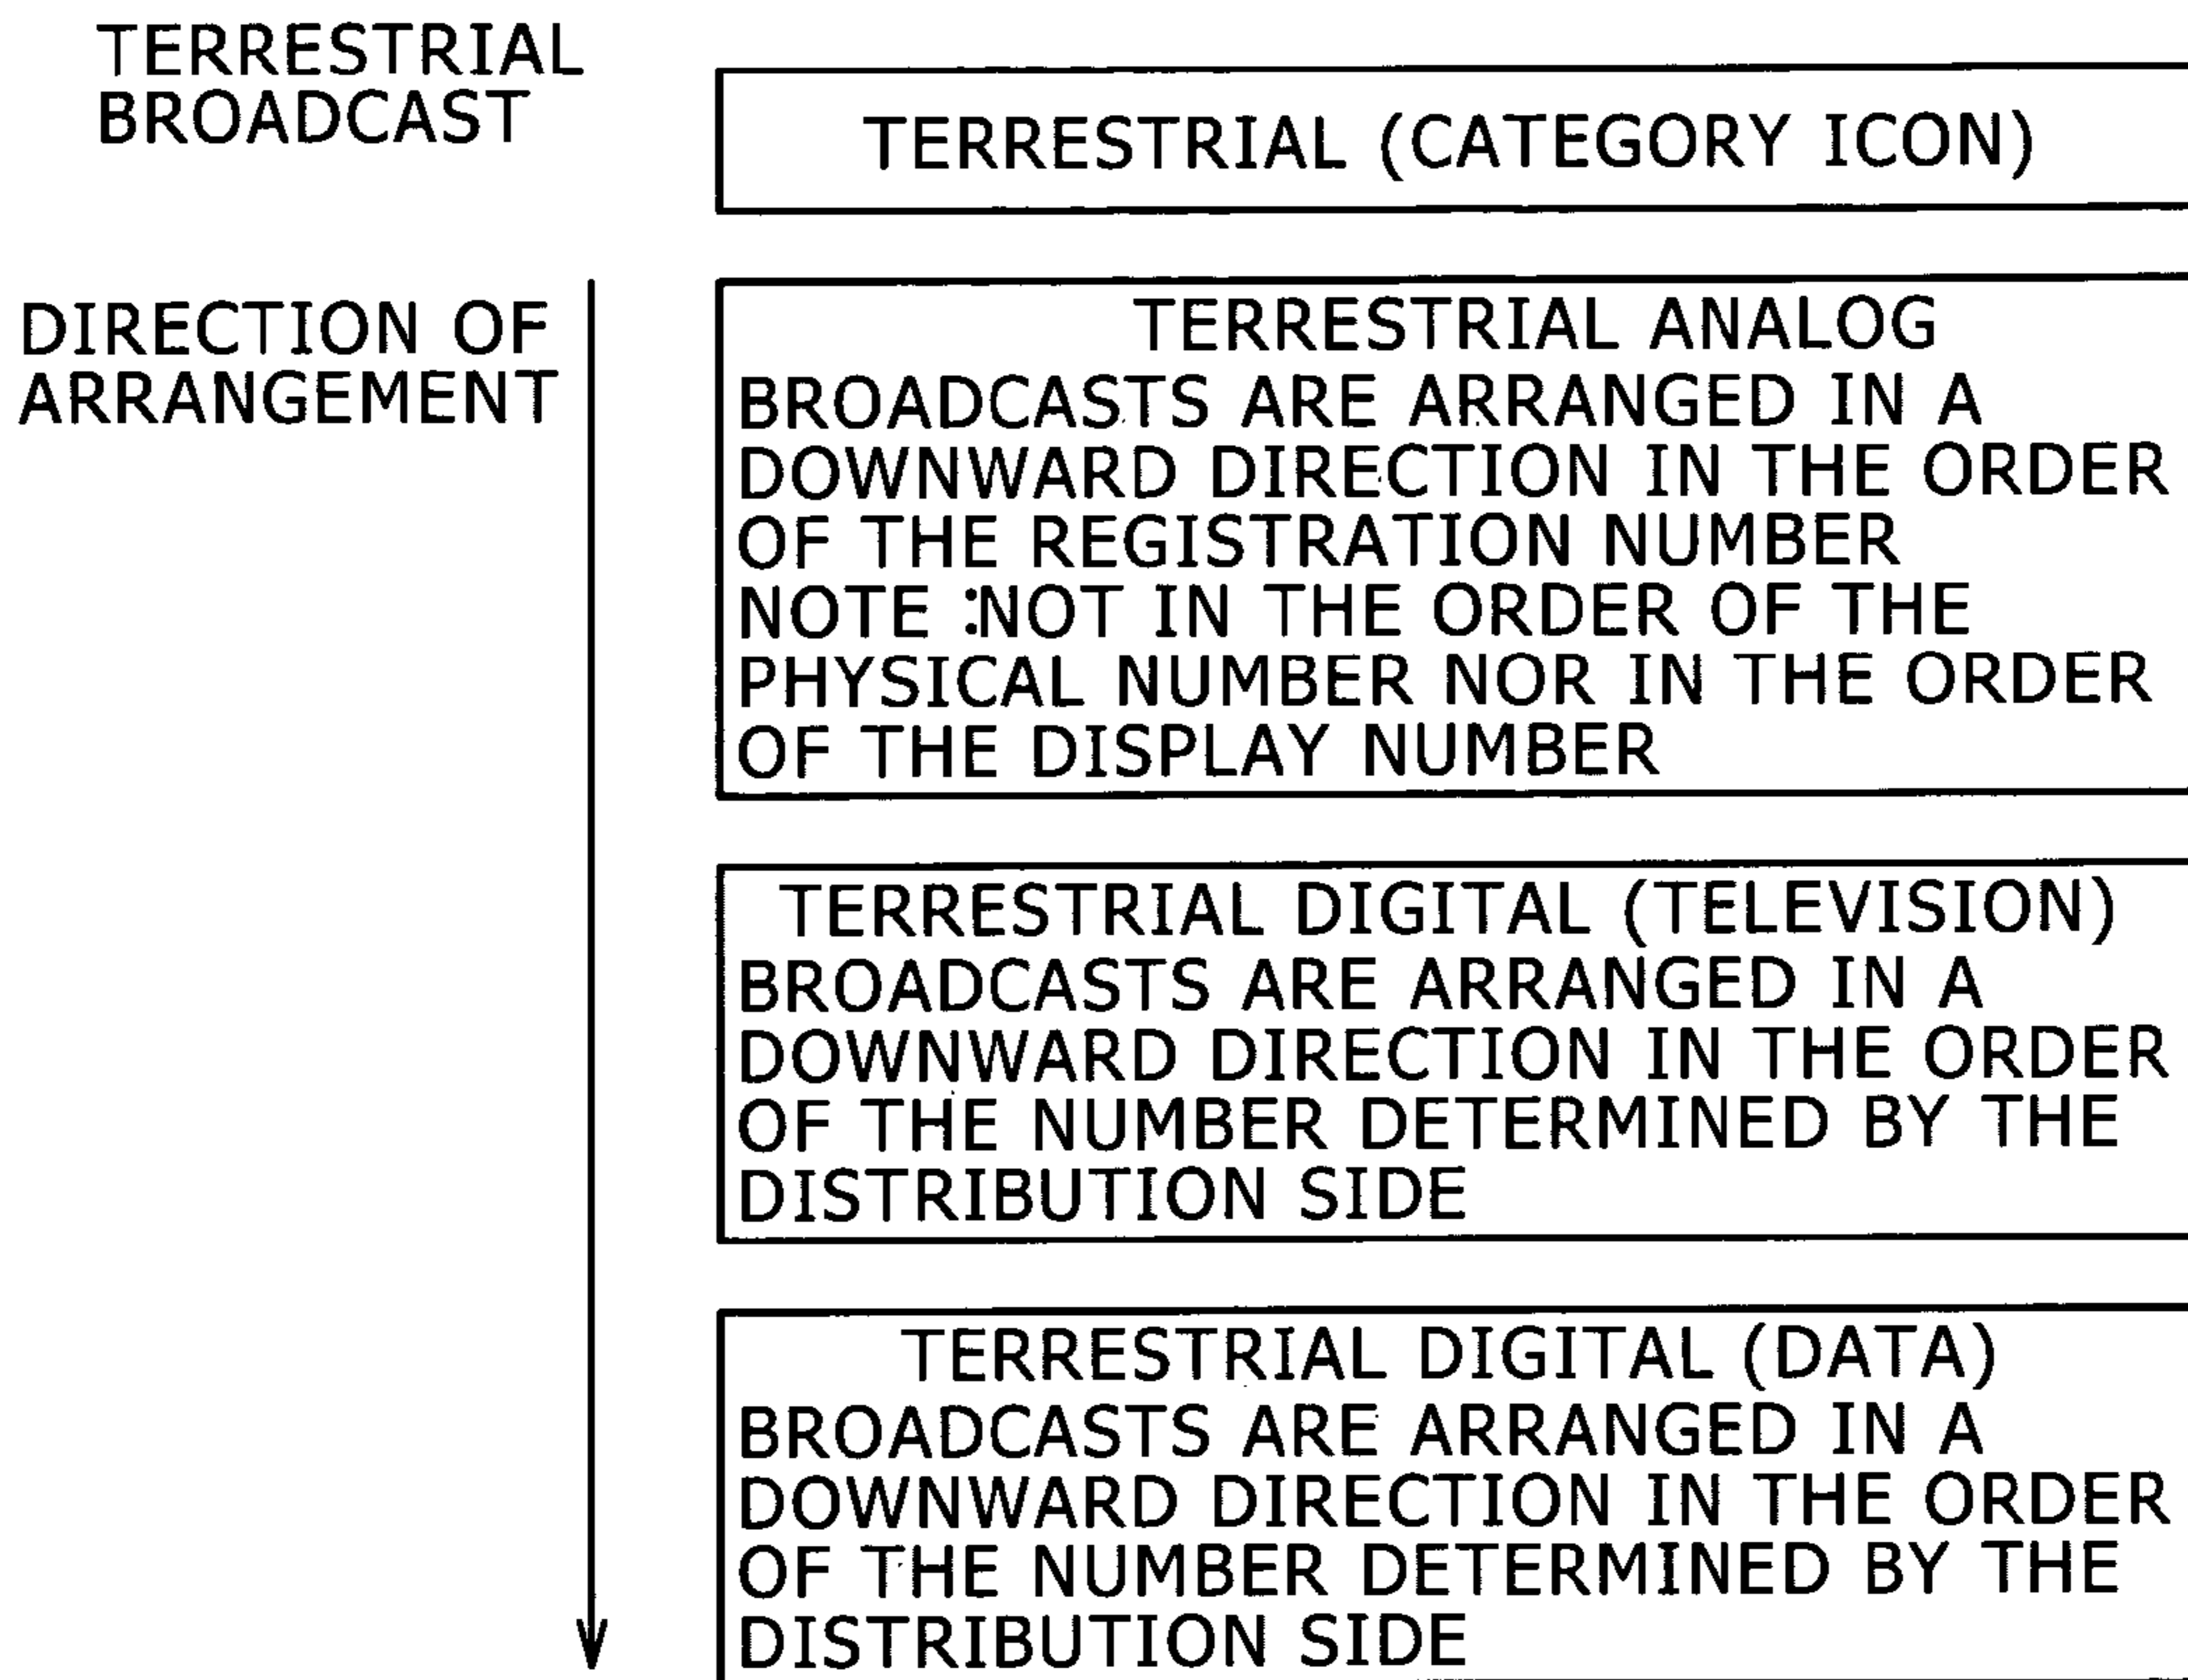 TERRESTRIAL
BROADCAST
TERRESTRIAL (CATEGORY ICON)
DIRECTION OF
ARRANGEMENT
TERRESTRIAL ANALOG
BROADCASTS ARE ARRANGED IN A
DOWNWARD DIRECTION IN THE ORDER
OF THE REGISTRATION NUMBER
NOTE :NOT IN THE ORDER OF THE
PHYSICAL NUMBER NOR IN THE ORDER
OF THE DISPLAY NUMBER
TERRESTRIAL DIGITAL (TELEVISION)
BROADCASTS ARE ARRANGED IN A
DOWNWARD DIRECTION IN THE ORDER
OF THE NUMBER DETERMINED BY THE
DISTRIBUTION SIDE
TERRESTRIAL DIGITAL (DATA)
BROADCASTS ARE ARRANGED IN A
DOWNWARD DIRECTION IN THE ORDER
OF THE NUMBER DETERMINED BY THE
DISTRIBUTION SIDE